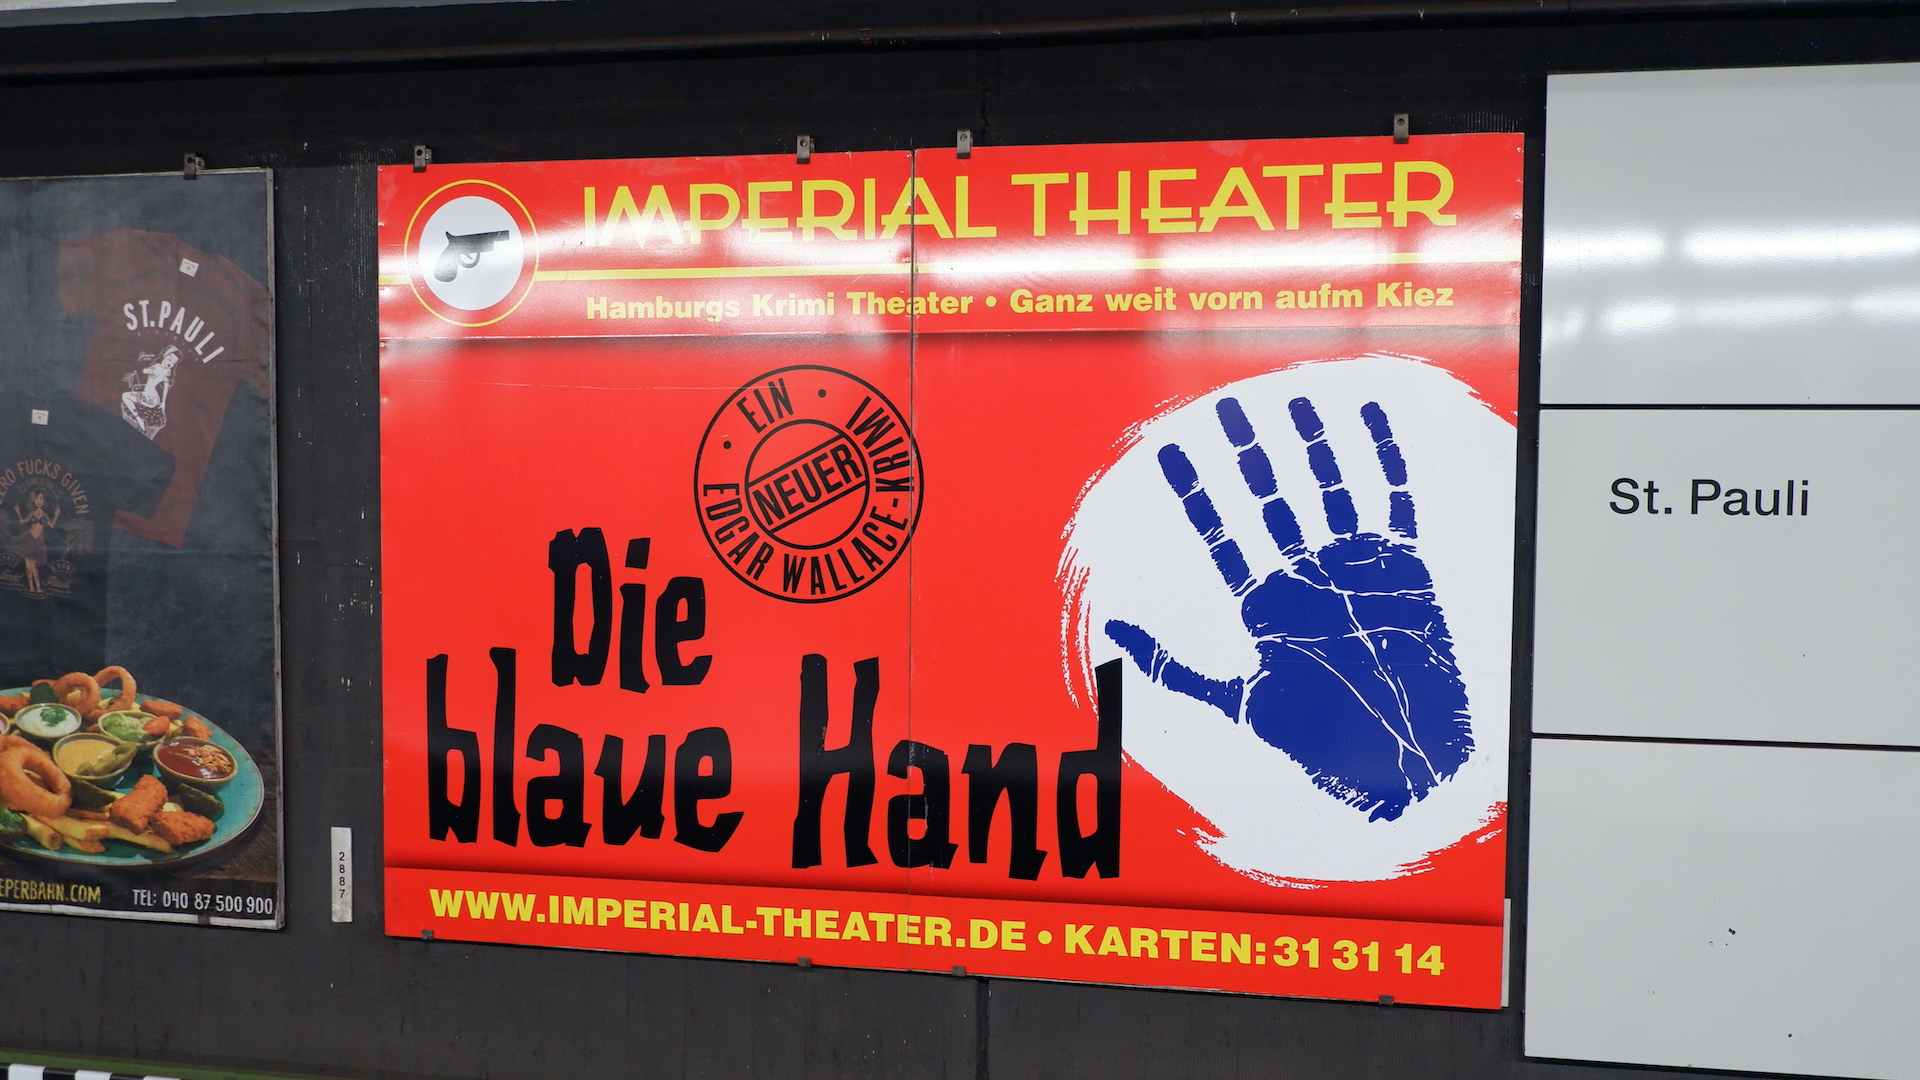 ST. PAULI
ZERO FUCKS GIVEN
EPERBAHN.COM TEL: 040 87 500 900
2887
IMPERIAL THEATER
Hamburgs Krimi Theater • Ganz weit vorn aufm Kiez
EIN • NEUER • EDGAR WALLACE-KRIMI
Die
blaue Hand
WWW.IMPERIAL-THEATER.DE • KARTEN: 31 31 14
St. Pauli